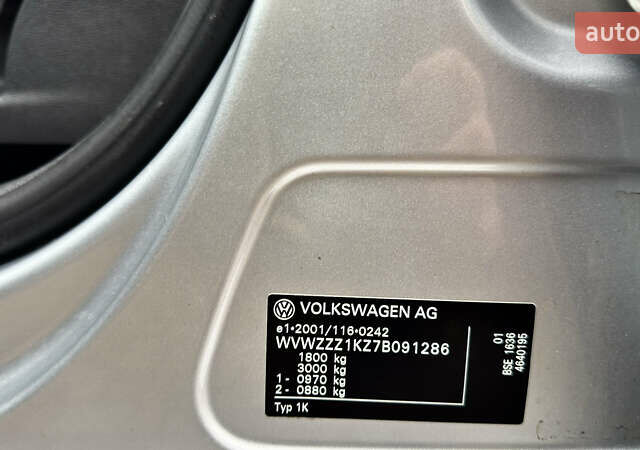 auto
VOLKSWAGEN AG
e1*2001/116*0242
WVWZZZ1KZ7B091286
1800 kg
3000 kg
1 - 0970 kg
2 - 0880 kg
Typ 1K
01
BSE 1636
4640195